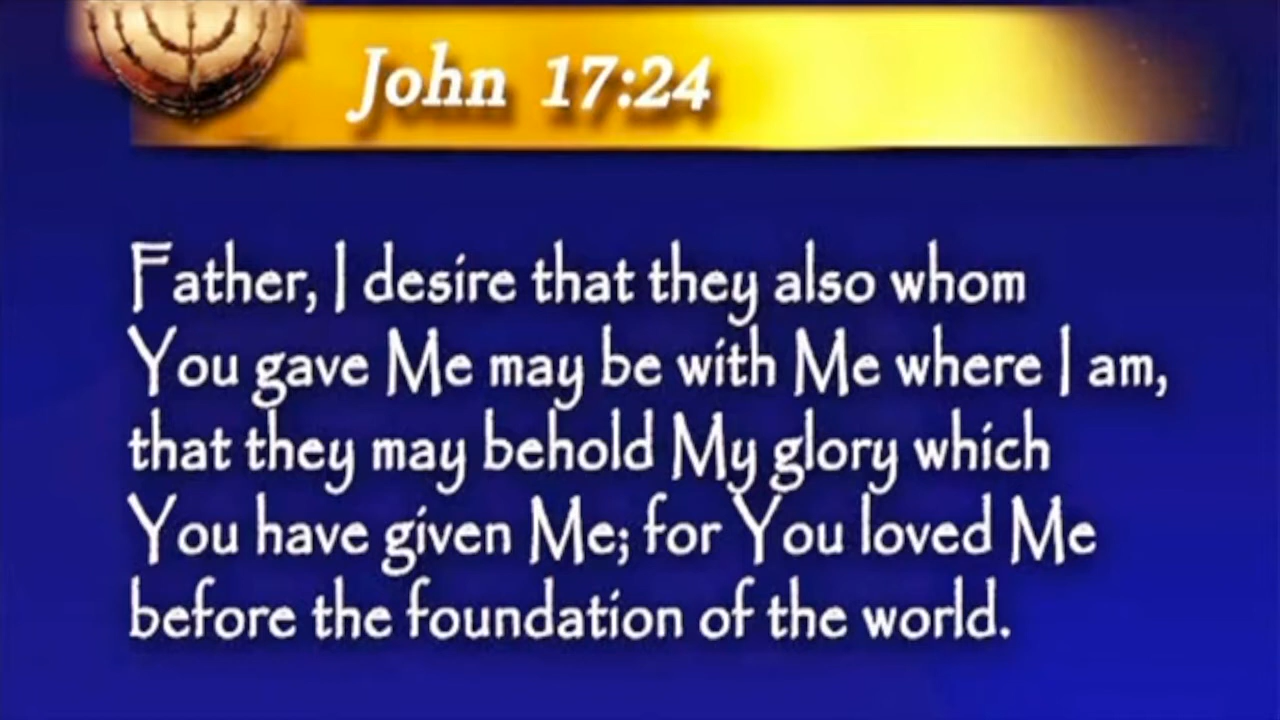 John 17:24
Father, I desire that they also whom
You gave Me may be with Me where I am,
that they may behold My glory which
You have given Me; for You loved Me
before the foundation of the world.